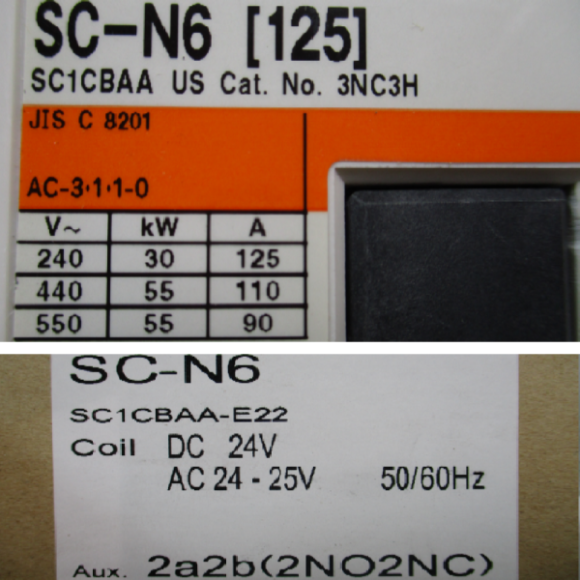 SC-N6 [125]
SC1CBAA US Cat. No. 3NC3H
JIS C 8201
AC-3·1·1-0
V~ kW A
240 30 125
440 55 110
550 55 90
SC-N6
SC1CBAA-E22
Coil DC 24V
AC 24 - 25V 50/60Hz
Aux. 2a2b(2NO2NC)